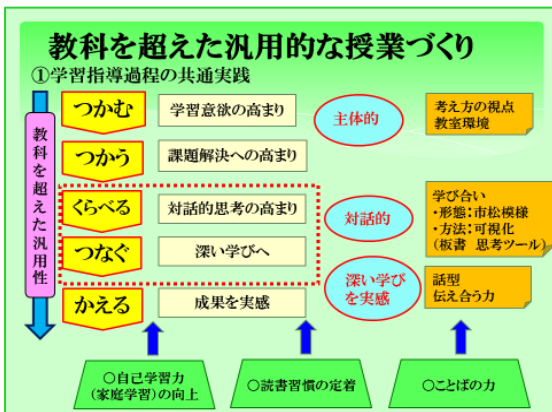 教科を超えた汎用的な授業づくり
①学習指導過程の共通実践
教科を超えた汎用性
つかむ
学習意欲の高まり
主体的
考え方の視点
教室環境
つかう
課題解決への高まり
くらべる
対話的思考の高まり
対話的
学び合い
・形態:市松模様
・方法:可視化
(板書 思考ツール)
つなぐ
深い学びへ
深い学び
を実感
話型
伝え合う力
かえる
成果を実感
○自己学習力
(家庭学習)の向上
○読書習慣の定着
○ことばの力